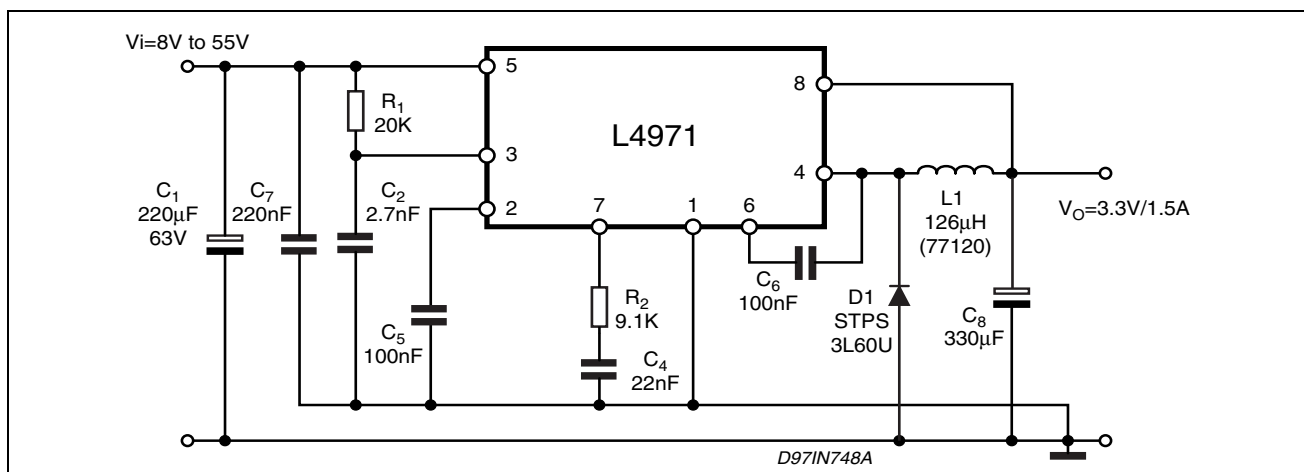 Vi=8V to 55V
5
8
R1
20K
L4971
3
4
C1
220µF
63V
C7
220nF
C2
2.7nF
2
7
1
6
L1
126µH
(77120)
VO=3.3V/1.5A
C6
100nF
R2
9.1K
D1
STPS
3L60U
C8
330µF
C5
100nF
C4
22nF
D97IN748A